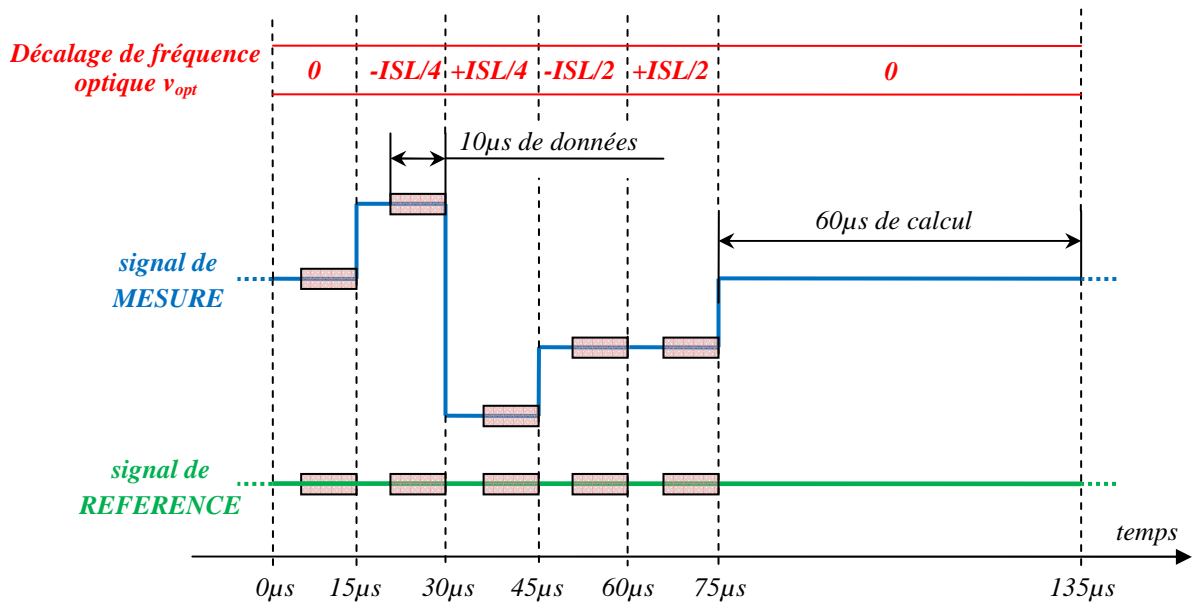 Décalage de fréquence
optique νopt
0 -ISL/4 +ISL/4 -ISL/2 +ISL/2 0
10µs de données
60µs de calcul
signal de
MESURE
signal de
REFERENCE
temps
0µs 15µs 30µs 45µs 60µs 75µs 135µs